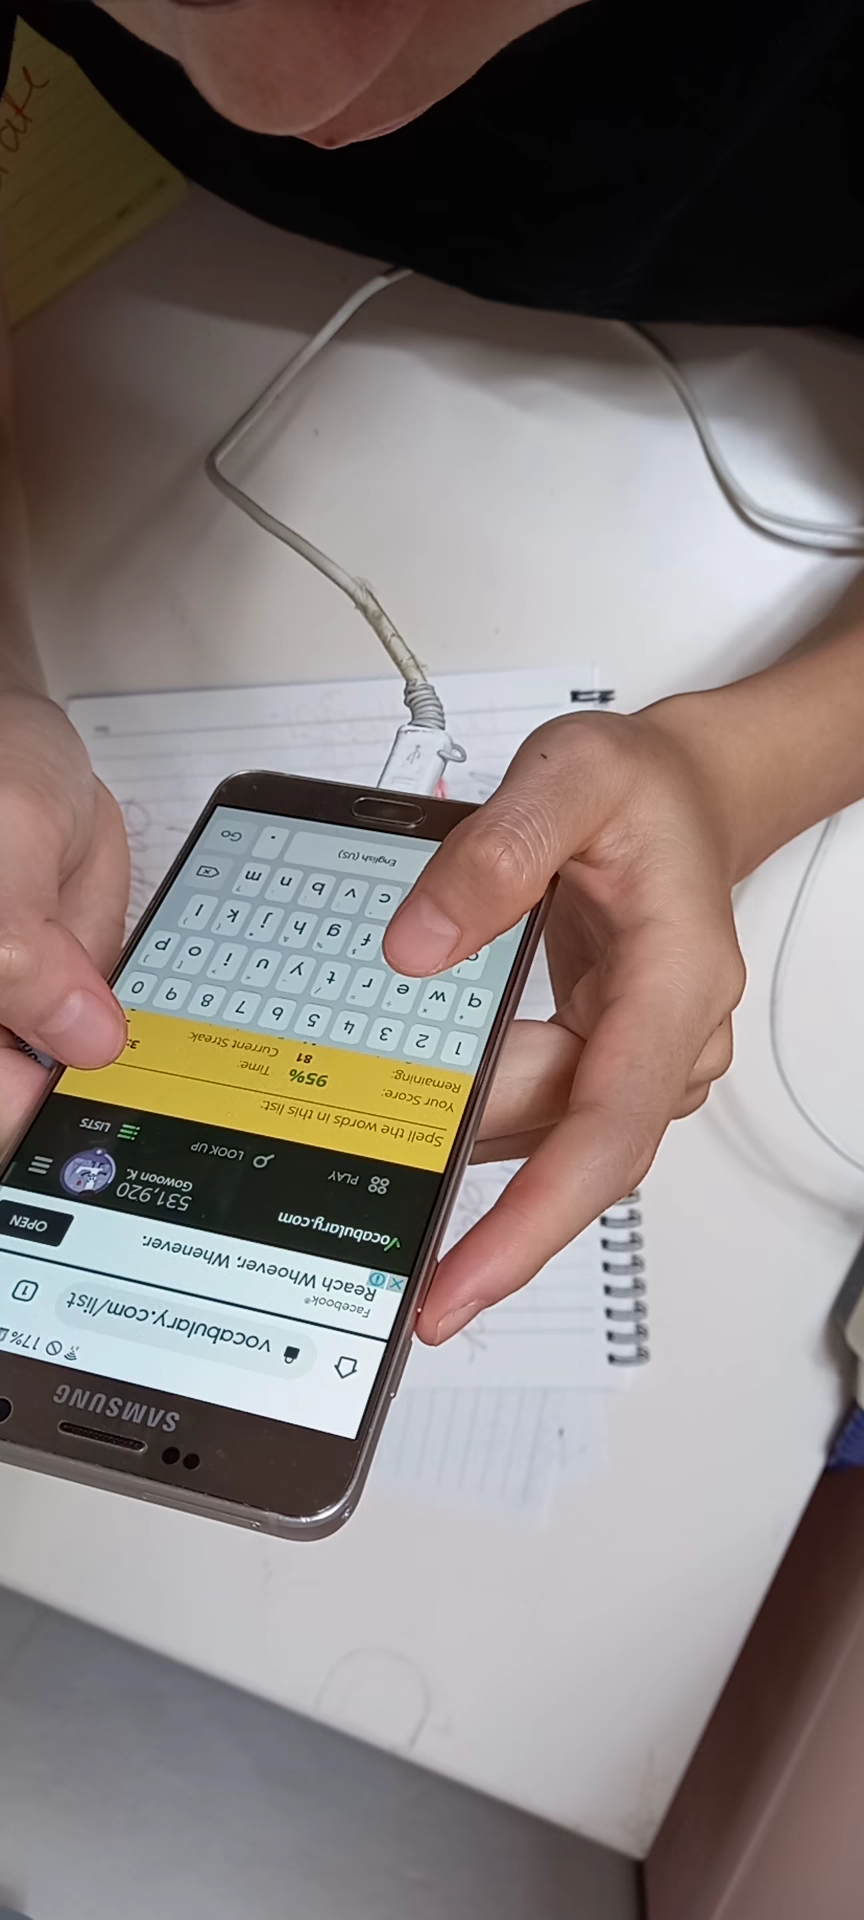 SAMSUNG
17%
vocabulary.com/list
1
Facebook®
Reach Whoever, Whenever.
OPEN
Vocabulary.com
531,920
Gowoon K.
PLAY
LOOK UP
LISTS
Spell the words in this list:
Your Score: 95% Time:
Remaining: 81 Current Streak:
1 2 3 4 5 6 7 8 9 0
q w e r t y u i o p
f g h j k l
c v b n m
English (US) . Go